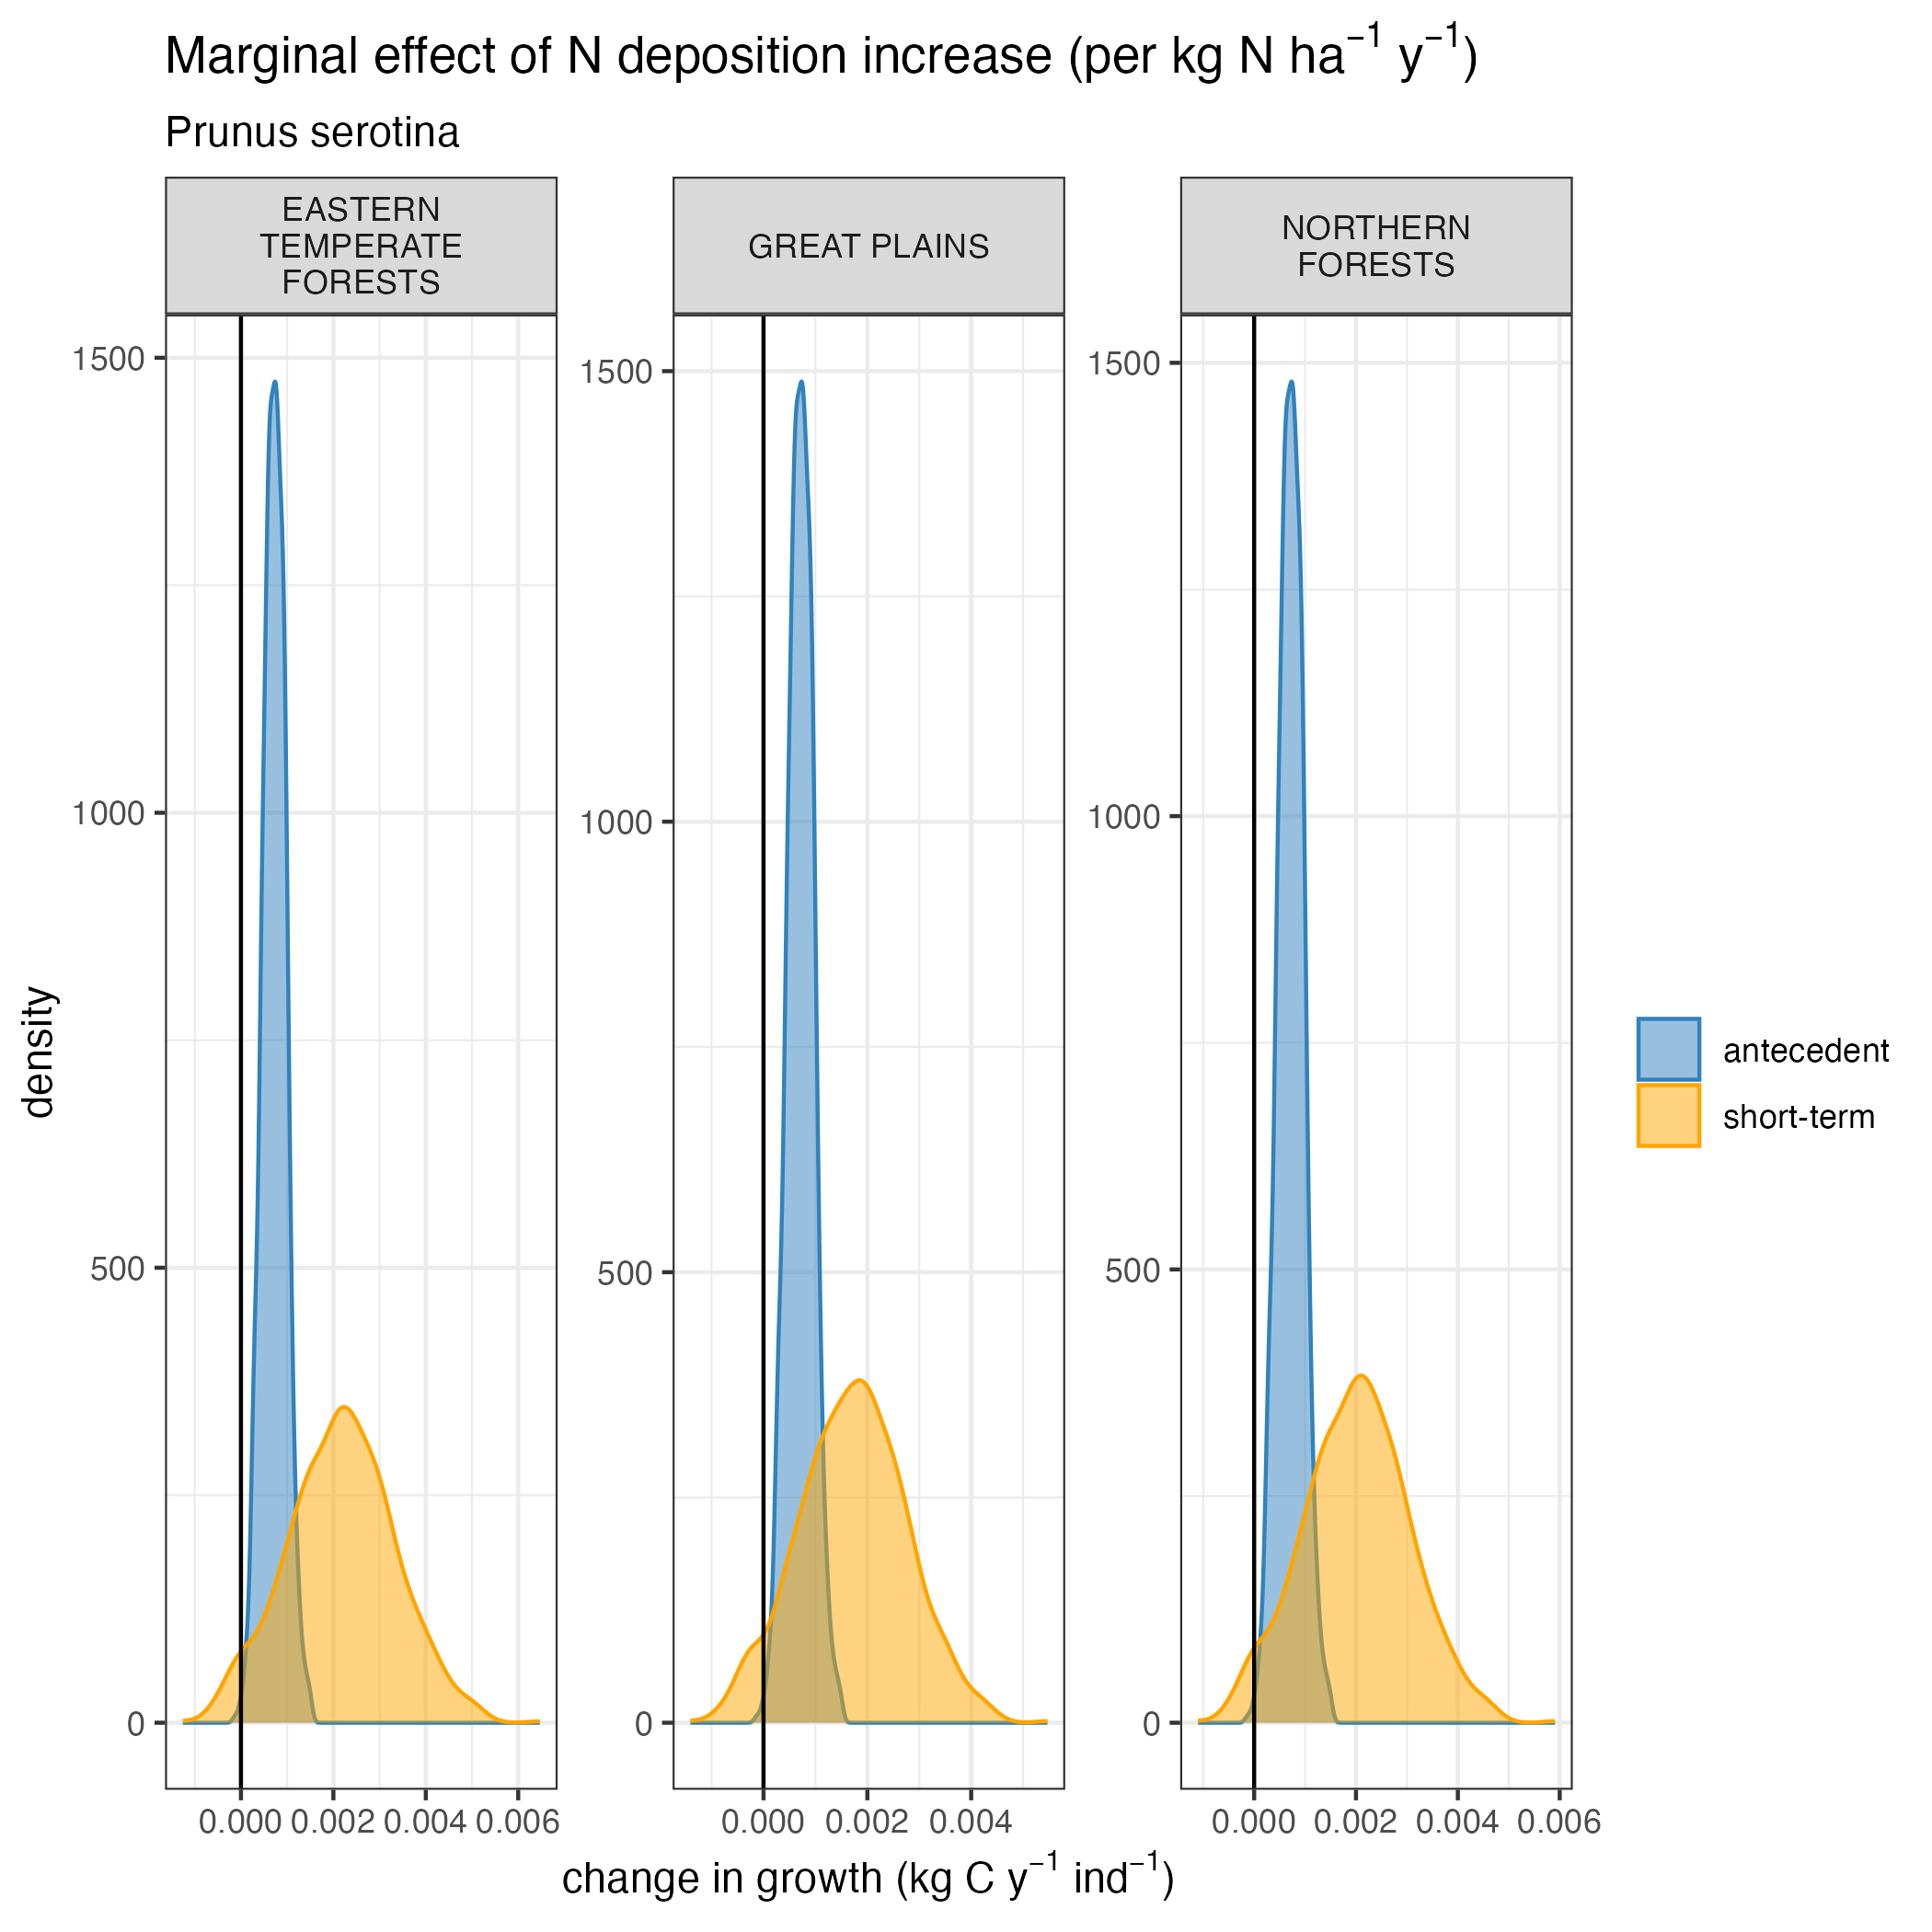 Marginal effect of N deposition increase (per kg N ha⁻¹ y⁻¹)
Prunus serotina
EASTERN
TEMPERATE
FORESTS
GREAT PLAINS
NORTHERN
FORESTS
density
1500
1000
500
0
1500
1000
500
0
1500
1000
500
0
0.000 0.002 0.004 0.006
0.000 0.002 0.004
0.000 0.002 0.004 0.006
change in growth (kg C y⁻¹ ind⁻¹)
antecedent
short-term